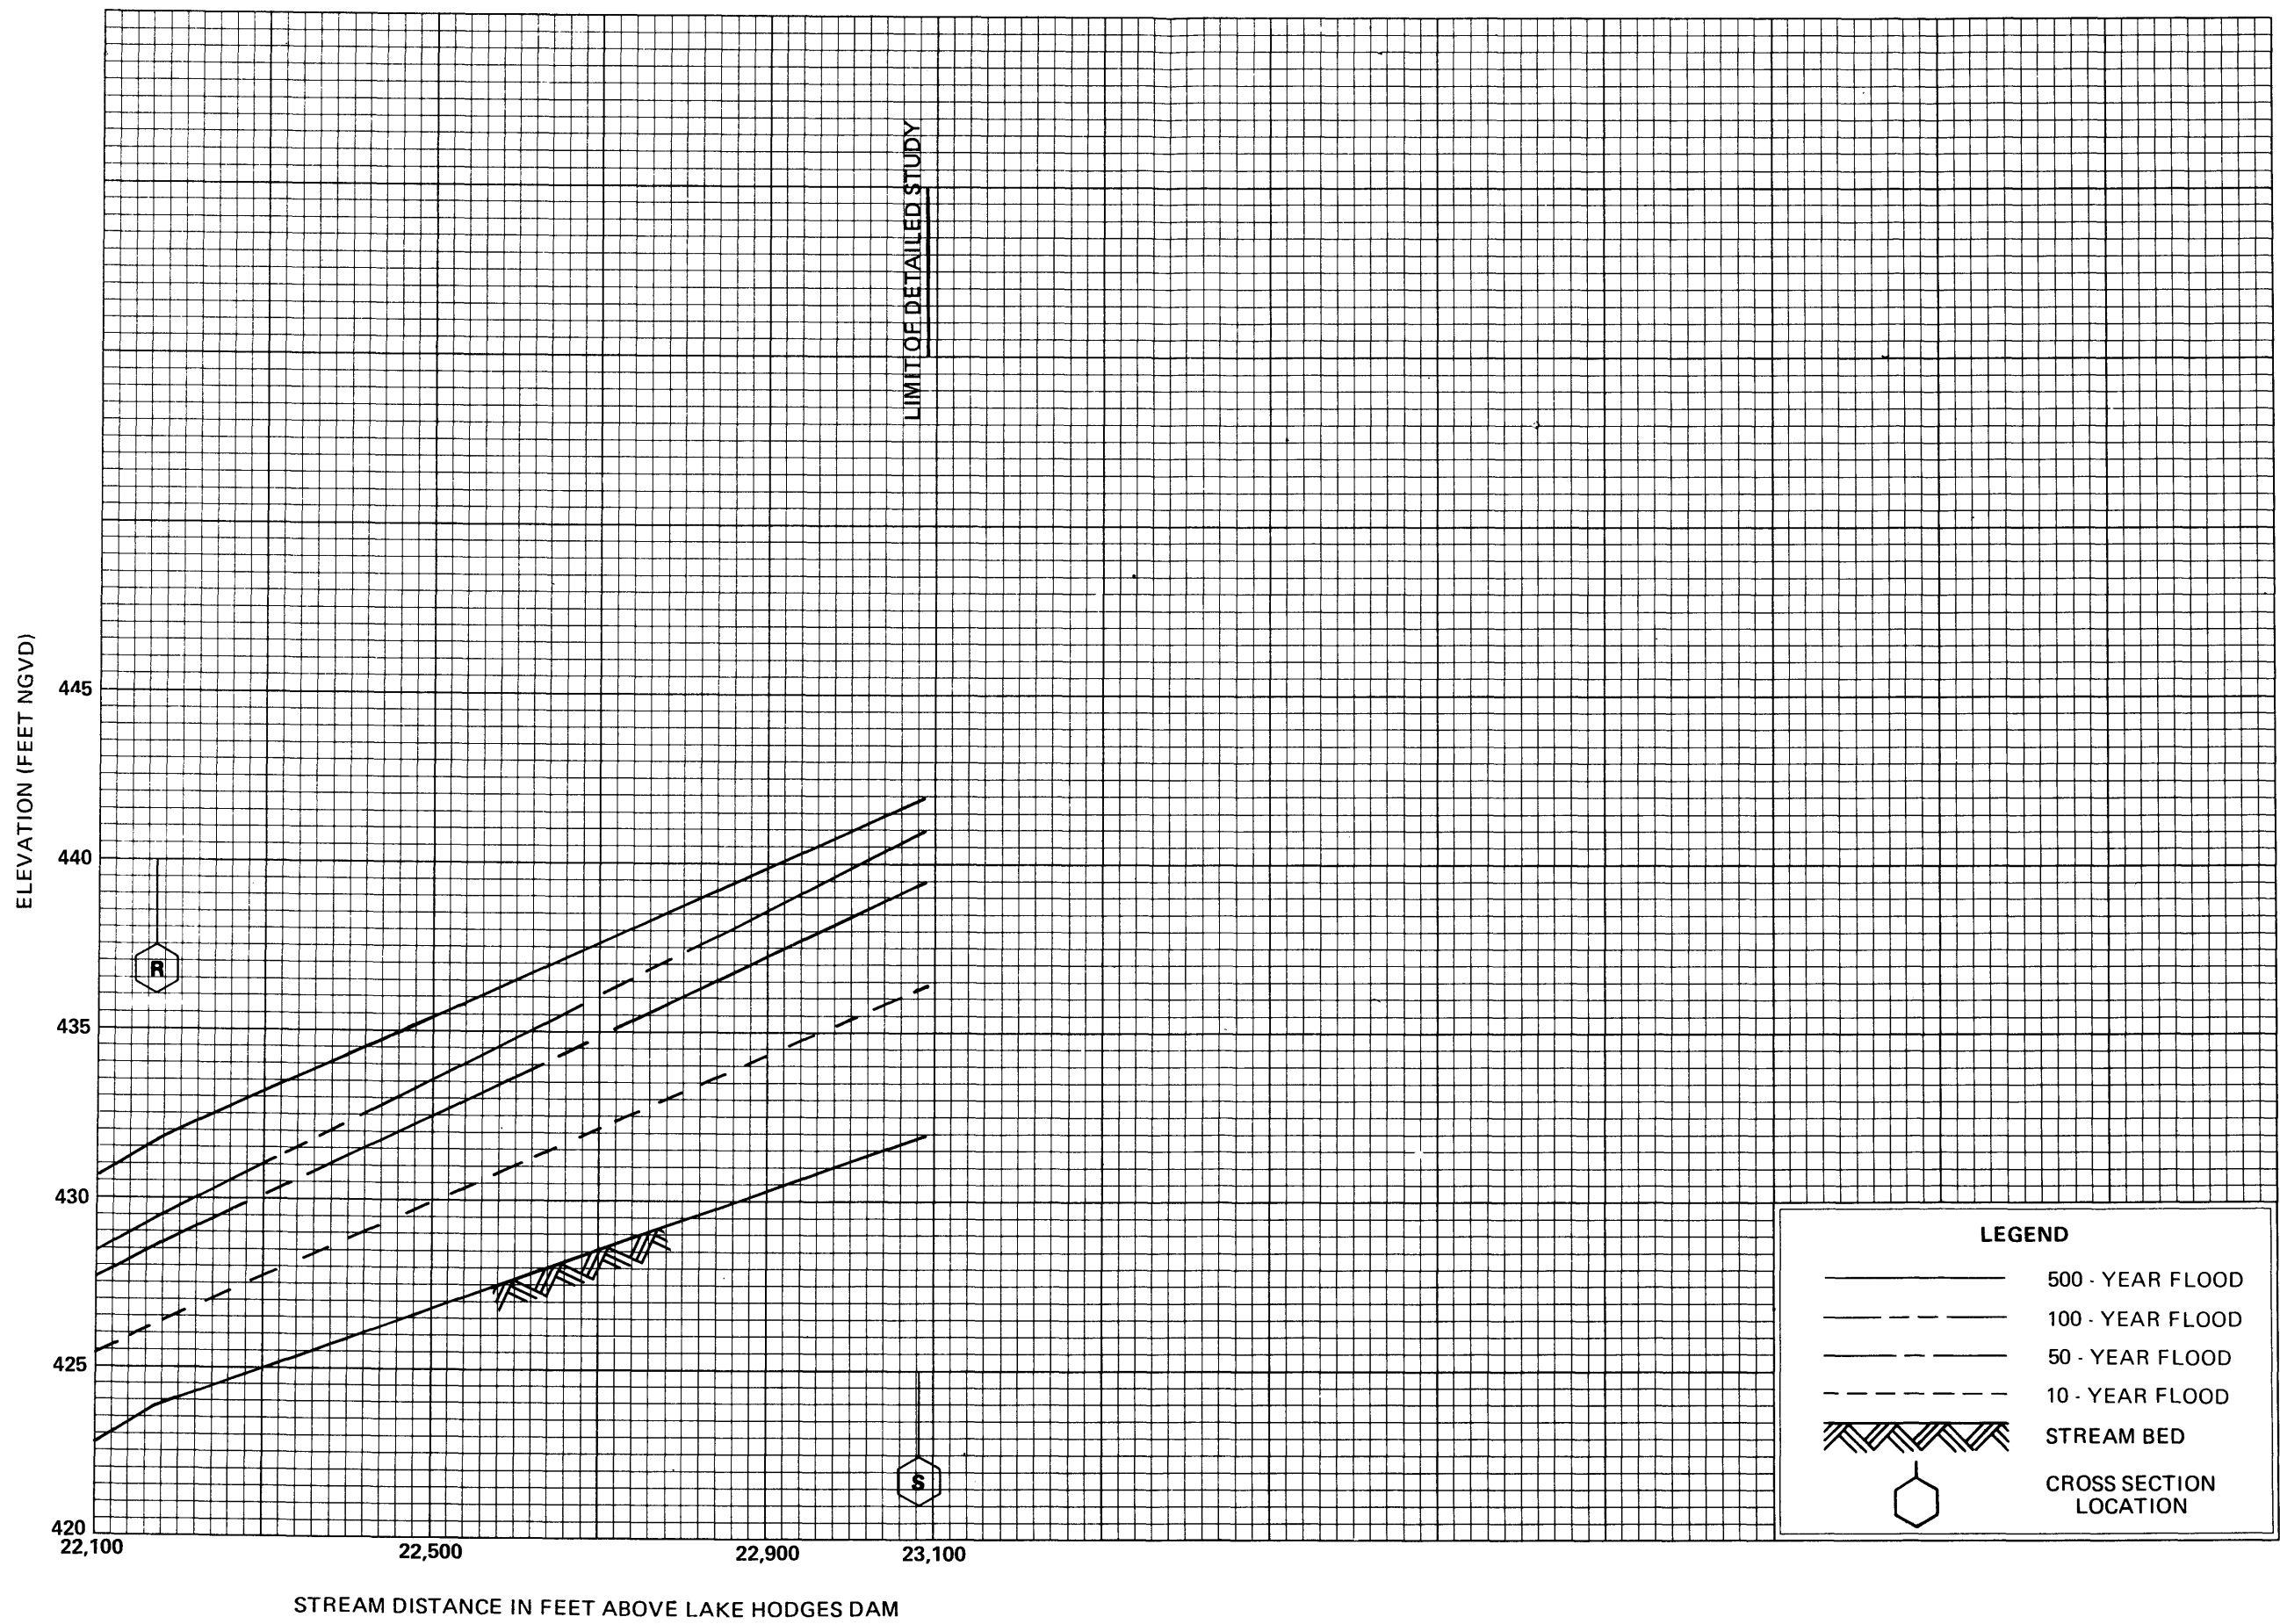 LIMIT OF DETAILED STUDY
ELEVATION (FEET NGVD)
445
440
435
430
425
420
R
S
22,100
22,500
22,900
23,100
STREAM DISTANCE IN FEET ABOVE LAKE HODGES DAM
LEGEND
500 - YEAR FLOOD
100 - YEAR FLOOD
50 - YEAR FLOOD
10 - YEAR FLOOD
STREAM BED
CROSS SECTION
LOCATION